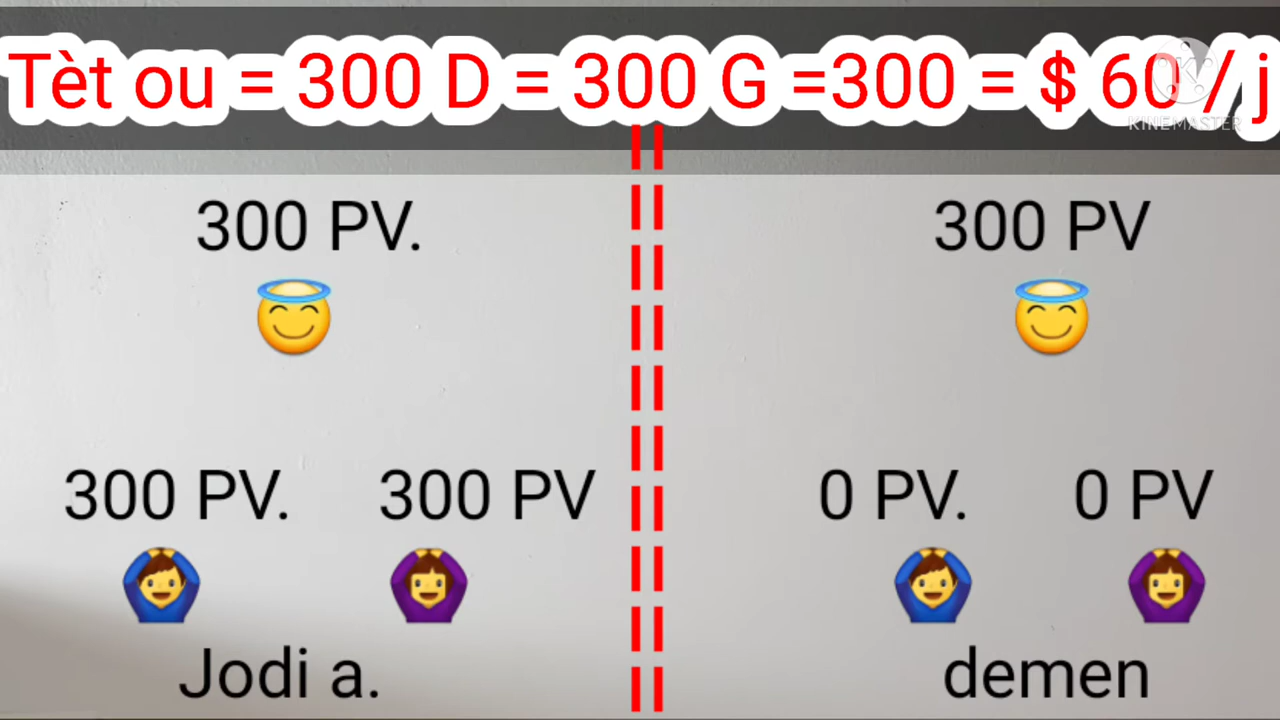 Tèt ou = 300 D = 300 G =300 = $ 60 / j
KINEMASTER
300 PV. 300 PV
300 PV. 300 PV 0 PV. 0 PV
Jodi a. demen